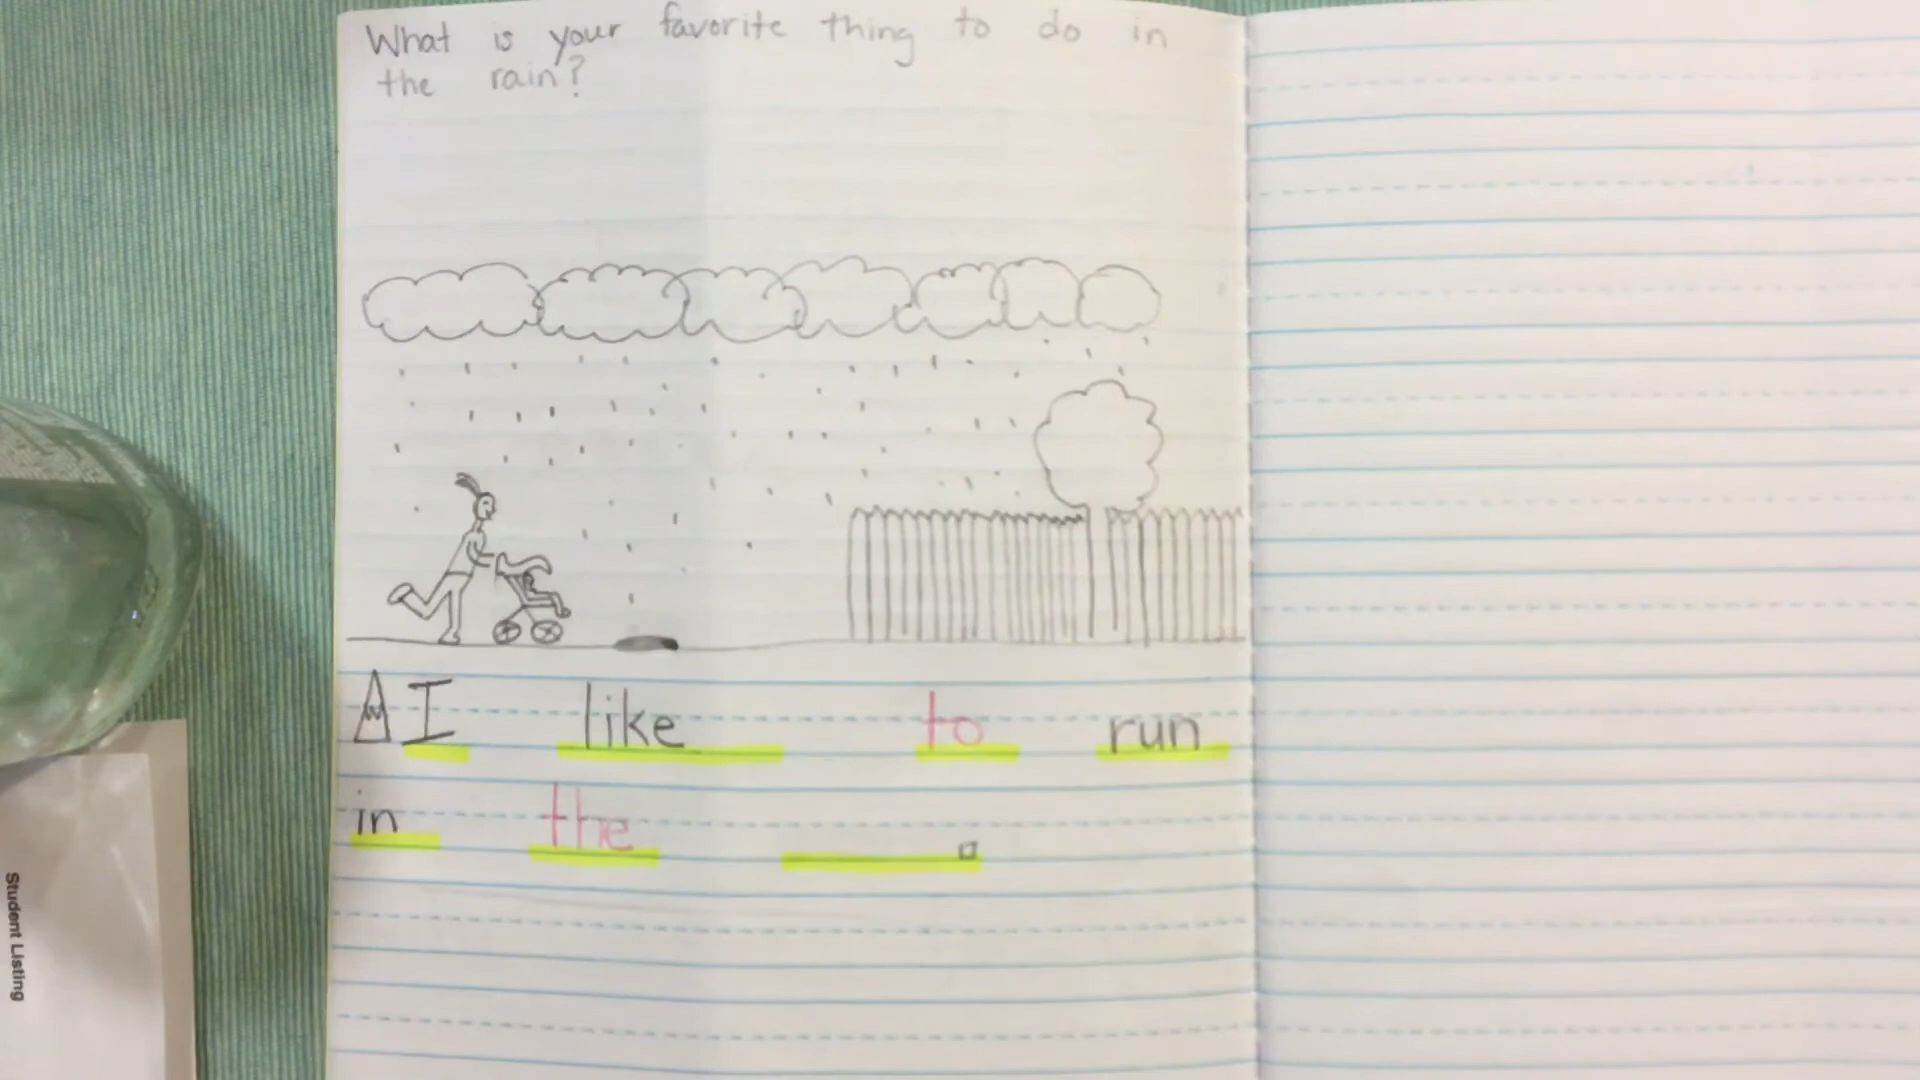 What is your favorite thing to do in
the rain?
I like to run
in the .
Student Listing